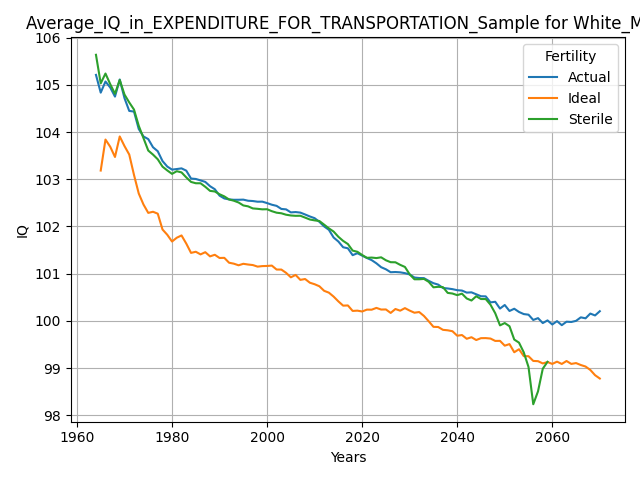 Average_IQ_in_EXPENDITURE_FOR_TRANSPORTATION_Sample for White_M
106
105
104
103
102
101
100
99
98
IQ
Fertility
Actual
Ideal
Sterile
1960
1980
2000
2020
2040
2060
Years